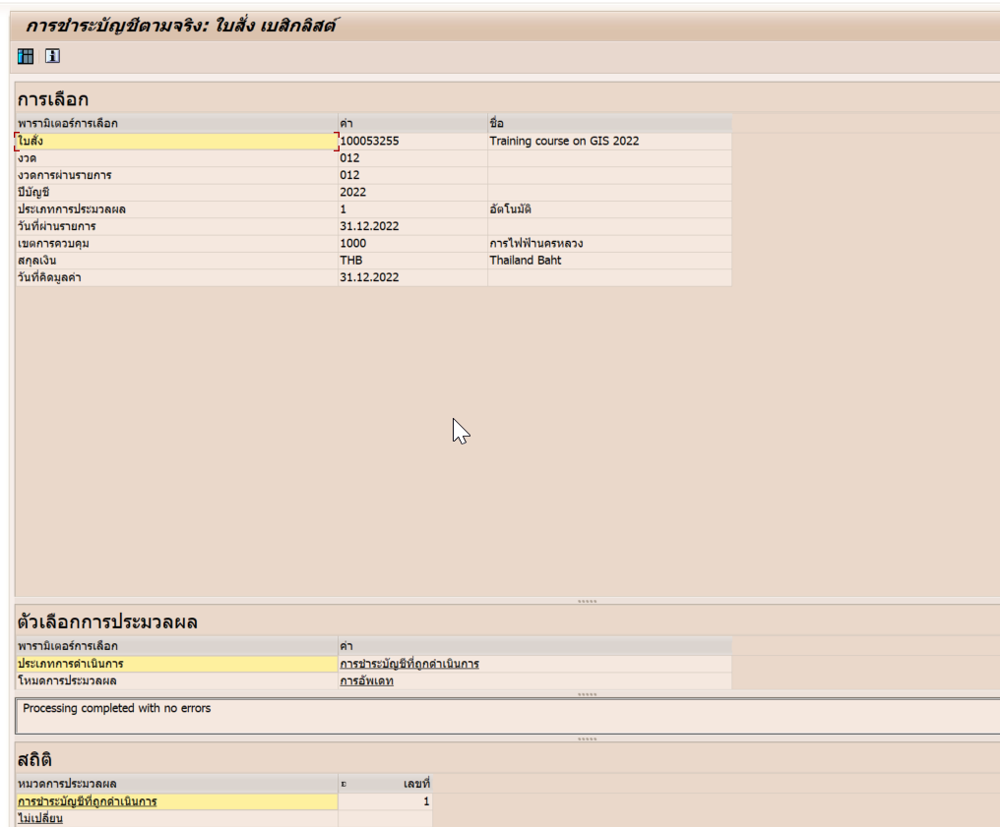 การชำระบัญชีตามจริง: ใบสั่ง เบสิกลิสต์
การเลือก
พารามิเตอร์การเลือก ค่า ชื่อ
ใบสั่ง 100053255 Training course on GIS 2022
งวด 012
งวดการผ่านรายการ 012
ปีบัญชี 2022
ประเภทการประมวลผล 1 อัตโนมัติ
วันที่ผ่านรายการ 31.12.2022
เขตการควบคุม 1000 การไฟฟ้านครหลวง
สกุลเงิน THB Thailand Baht
วันที่คิดมูลค่า 31.12.2022
ตัวเลือกการประมวลผล
พารามิเตอร์การเลือก ค่า
ประเภทการดำเนินการ การชำระบัญชีที่ถูกดำเนินการ
โหมดการประมวลผล การอัพเดท
Processing completed with no errors
สถิติ
หมวดการประมวลผล เลขที่
การชำระบัญชีที่ถูกดำเนินการ 1
ไม่เปลี่ยน